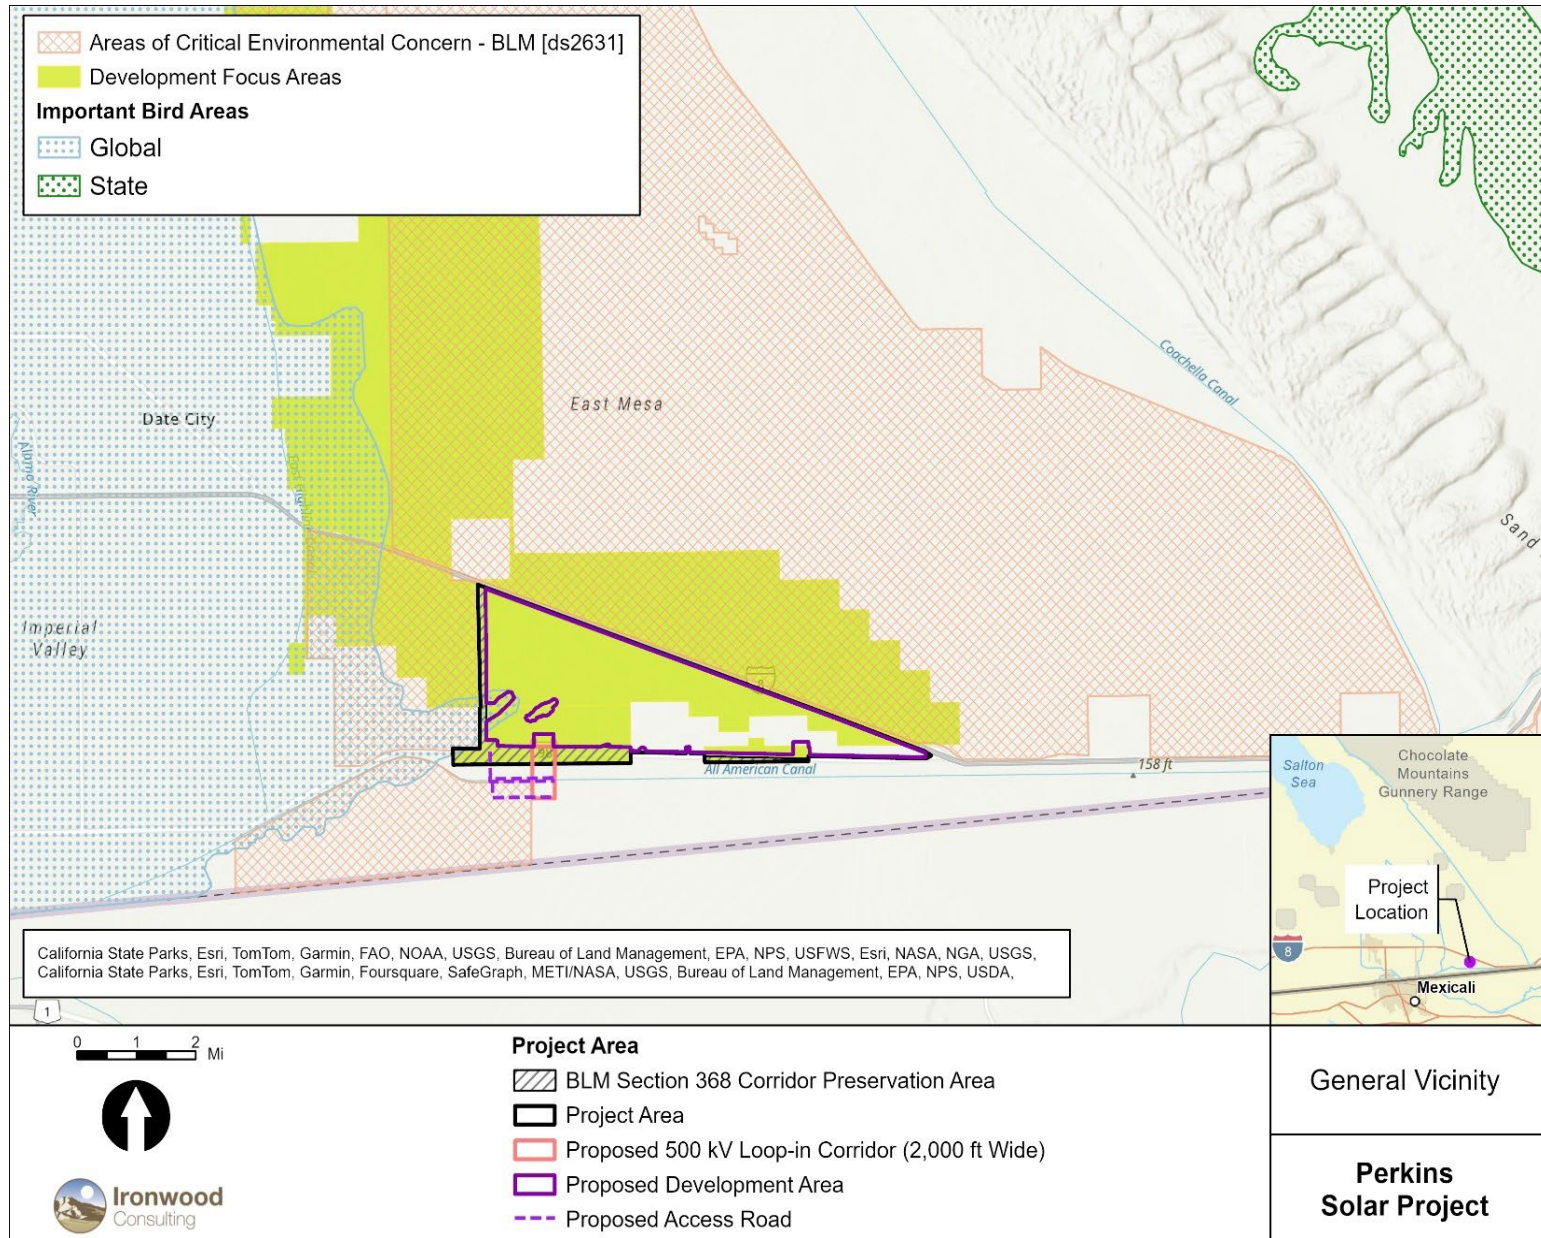 Areas of Critical Environmental Concern - BLM [ds2631]
Development Focus Areas
Important Bird Areas
Global
State
Coachella Canal
East Mesa
Date City
Alamo River
East Highline Canal
Sand
Imperial
Valley
8
All American Canal
158 ft
Salton
Sea
Chocolate
Mountains
Gunnery Range
Project
Location
8
Mexicali
California State Parks, Esri, TomTom, Garmin, FAO, NOAA, USGS, Bureau of Land Management, EPA, NPS, USFWS, Esri, NASA, NGA, USGS,
California State Parks, Esri, TomTom, Garmin, Foursquare, SafeGraph, METI/NASA, USGS, Bureau of Land Management, EPA, NPS, USDA,
1
0 1 2
Mi
Project Area
BLM Section 368 Corridor Preservation Area
Project Area
Proposed 500 kV Loop-in Corridor (2,000 ft Wide)
Proposed Development Area
Proposed Access Road
Ironwood
Consulting
General Vicinity
Perkins
Solar Project